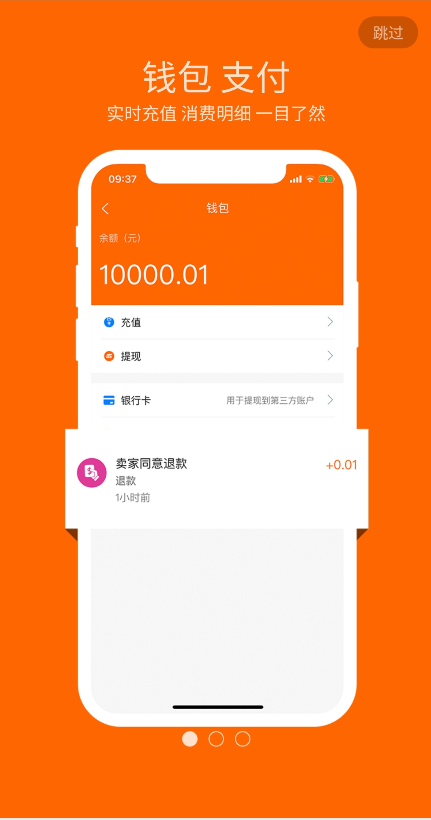 跳过
钱包 支付
实时充值 消费明细 一目了然
09:37
钱包
余额（元）
10000.01
充值
提现
银行卡 用于提现到第三方账户
卖家同意退款 +0.01
退款
1小时前